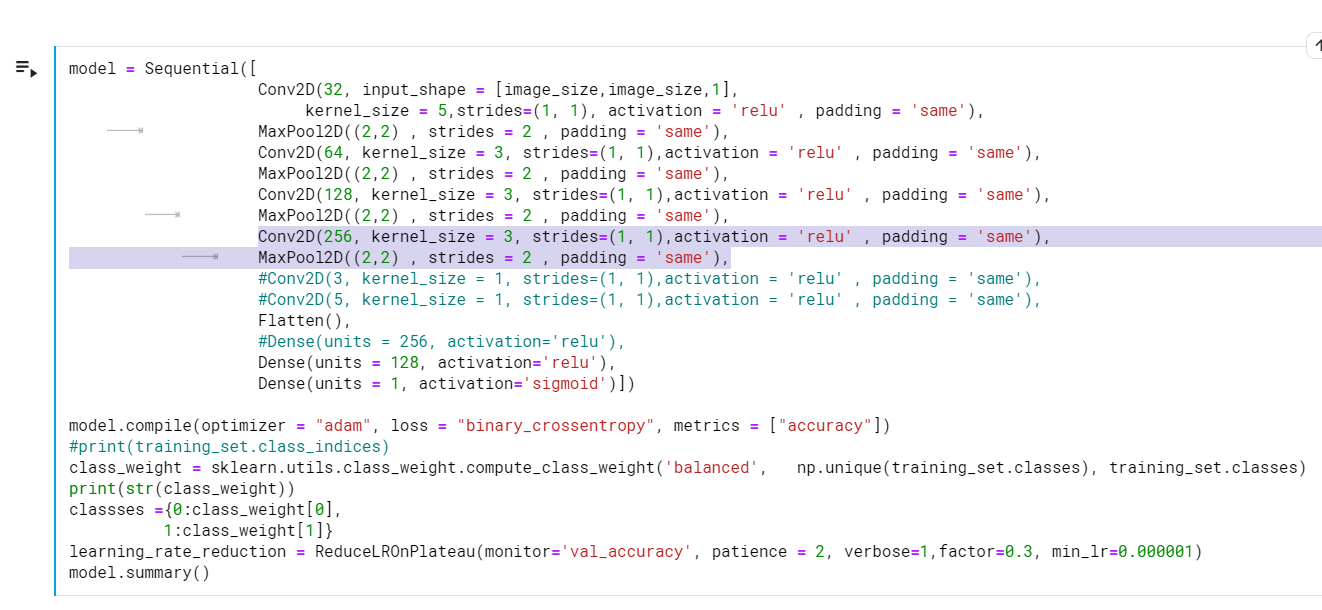 model = Sequential([
Conv2D(32, input_shape = [image_size,image_size,1],
kernel_size = 5,strides=(1, 1), activation = 'relu' , padding = 'same'),
MaxPool2D((2,2) , strides = 2 , padding = 'same'),
Conv2D(64, kernel_size = 3, strides=(1, 1),activation = 'relu' , padding = 'same'),
MaxPool2D((2,2) , strides = 2 , padding = 'same'),
Conv2D(128, kernel_size = 3, strides=(1, 1),activation = 'relu' , padding = 'same'),
MaxPool2D((2,2) , strides = 2 , padding = 'same'),
Conv2D(256, kernel_size = 3, strides=(1, 1),activation = 'relu' , padding = 'same'),
MaxPool2D((2,2) , strides = 2 , padding = 'same'),
#Conv2D(3, kernel_size = 1, strides=(1, 1),activation = 'relu' , padding = 'same'),
#Conv2D(5, kernel_size = 1, strides=(1, 1),activation = 'relu' , padding = 'same'),
Flatten(),
#Dense(units = 256, activation='relu'),
Dense(units = 128, activation='relu'),
Dense(units = 1, activation='sigmoid')])
model.compile(optimizer = "adam", loss = "binary_crossentropy", metrics = ["accuracy"])
#print(training_set.class_indices)
class_weight = sklearn.utils.class_weight.compute_class_weight('balanced',   np.unique(training_set.classes), training_set.classes)
print(str(class_weight))
classses ={0:class_weight[0],
1:class_weight[1]}
learning_rate_reduction = ReduceLROnPlateau(monitor='val_accuracy', patience = 2, verbose=1,factor=0.3, min_lr=0.000001)
model.summary()